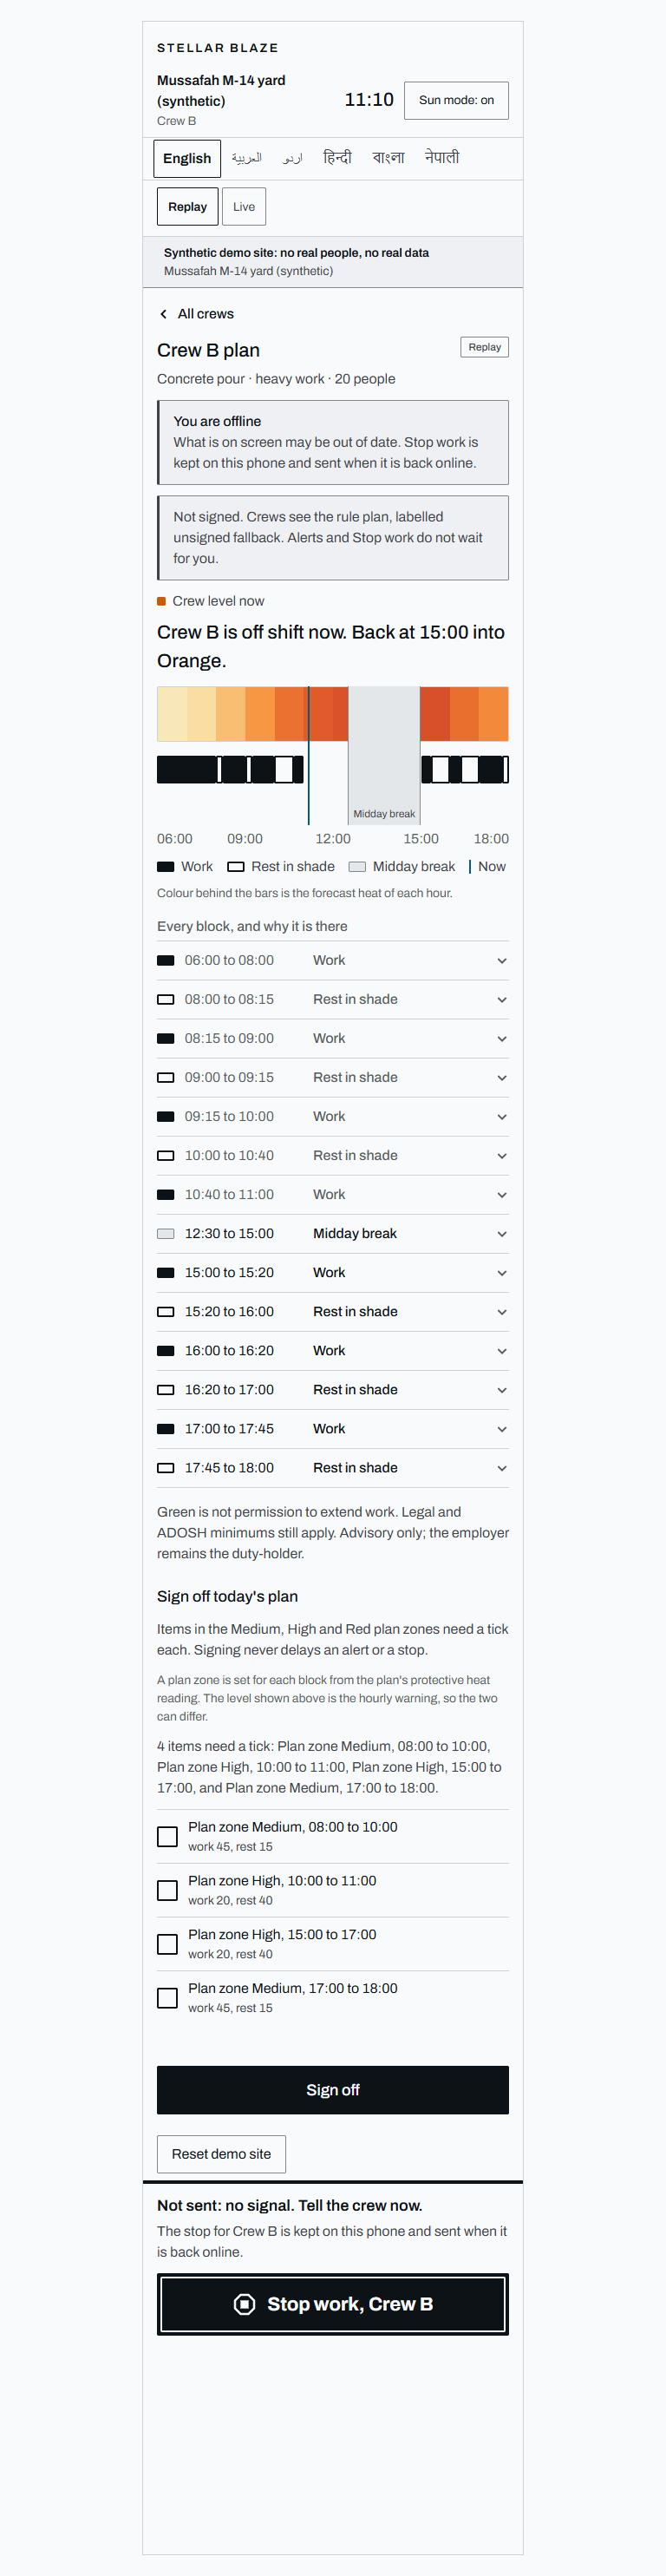 STELLAR BLAZE
Mussafah M-14 yard
(synthetic)
Crew B
11:10
Sun mode: on
English
العربية
اردو
हिन्दी
বাংলা
नेपाली
Replay
Live
Synthetic demo site: no real people, no real data
Mussafah M-14 yard (synthetic)
All crews
Crew B plan
Replay
Concrete pour · heavy work · 20 people
You are offline
What is on screen may be out of date. Stop work is
kept on this phone and sent when it is back online.
Not signed. Crews see the rule plan, labelled
unsigned fallback. Alerts and Stop work do not wait
for you.
Crew level now
Crew B is off shift now. Back at 15:00 into
Orange.
Midday break
06:00 09:00 12:00 15:00 18:00
Work Rest in shade Midday break Now
Colour behind the bars is the forecast heat of each hour.
Every block, and why it is there
06:00 to 08:00 Work
08:00 to 08:15 Rest in shade
08:15 to 09:00 Work
09:00 to 09:15 Rest in shade
09:15 to 10:00 Work
10:00 to 10:40 Rest in shade
10:40 to 11:00 Work
12:30 to 15:00 Midday break
15:00 to 15:20 Work
15:20 to 16:00 Rest in shade
16:00 to 16:20 Work
16:20 to 17:00 Rest in shade
17:00 to 17:45 Work
17:45 to 18:00 Rest in shade
Green is not permission to extend work. Legal and
ADOSH minimums still apply. Advisory only; the employer
remains the duty-holder.
Sign off today's plan
Items in the Medium, High and Red plan zones need a tick
each. Signing never delays an alert or a stop.
A plan zone is set for each block from the plan's protective heat
reading. The level shown above is the hourly warning, so the two
can differ.
4 items need a tick: Plan zone Medium, 08:00 to 10:00,
Plan zone High, 10:00 to 11:00, Plan zone High, 15:00 to
17:00, and Plan zone Medium, 17:00 to 18:00.
Plan zone Medium, 08:00 to 10:00
work 45, rest 15
Plan zone High, 10:00 to 11:00
work 20, rest 40
Plan zone High, 15:00 to 17:00
work 20, rest 40
Plan zone Medium, 17:00 to 18:00
work 45, rest 15
Sign off
Reset demo site
Not sent: no signal. Tell the crew now.
The stop for Crew B is kept on this phone and sent when it
is back online.
Stop work, Crew B